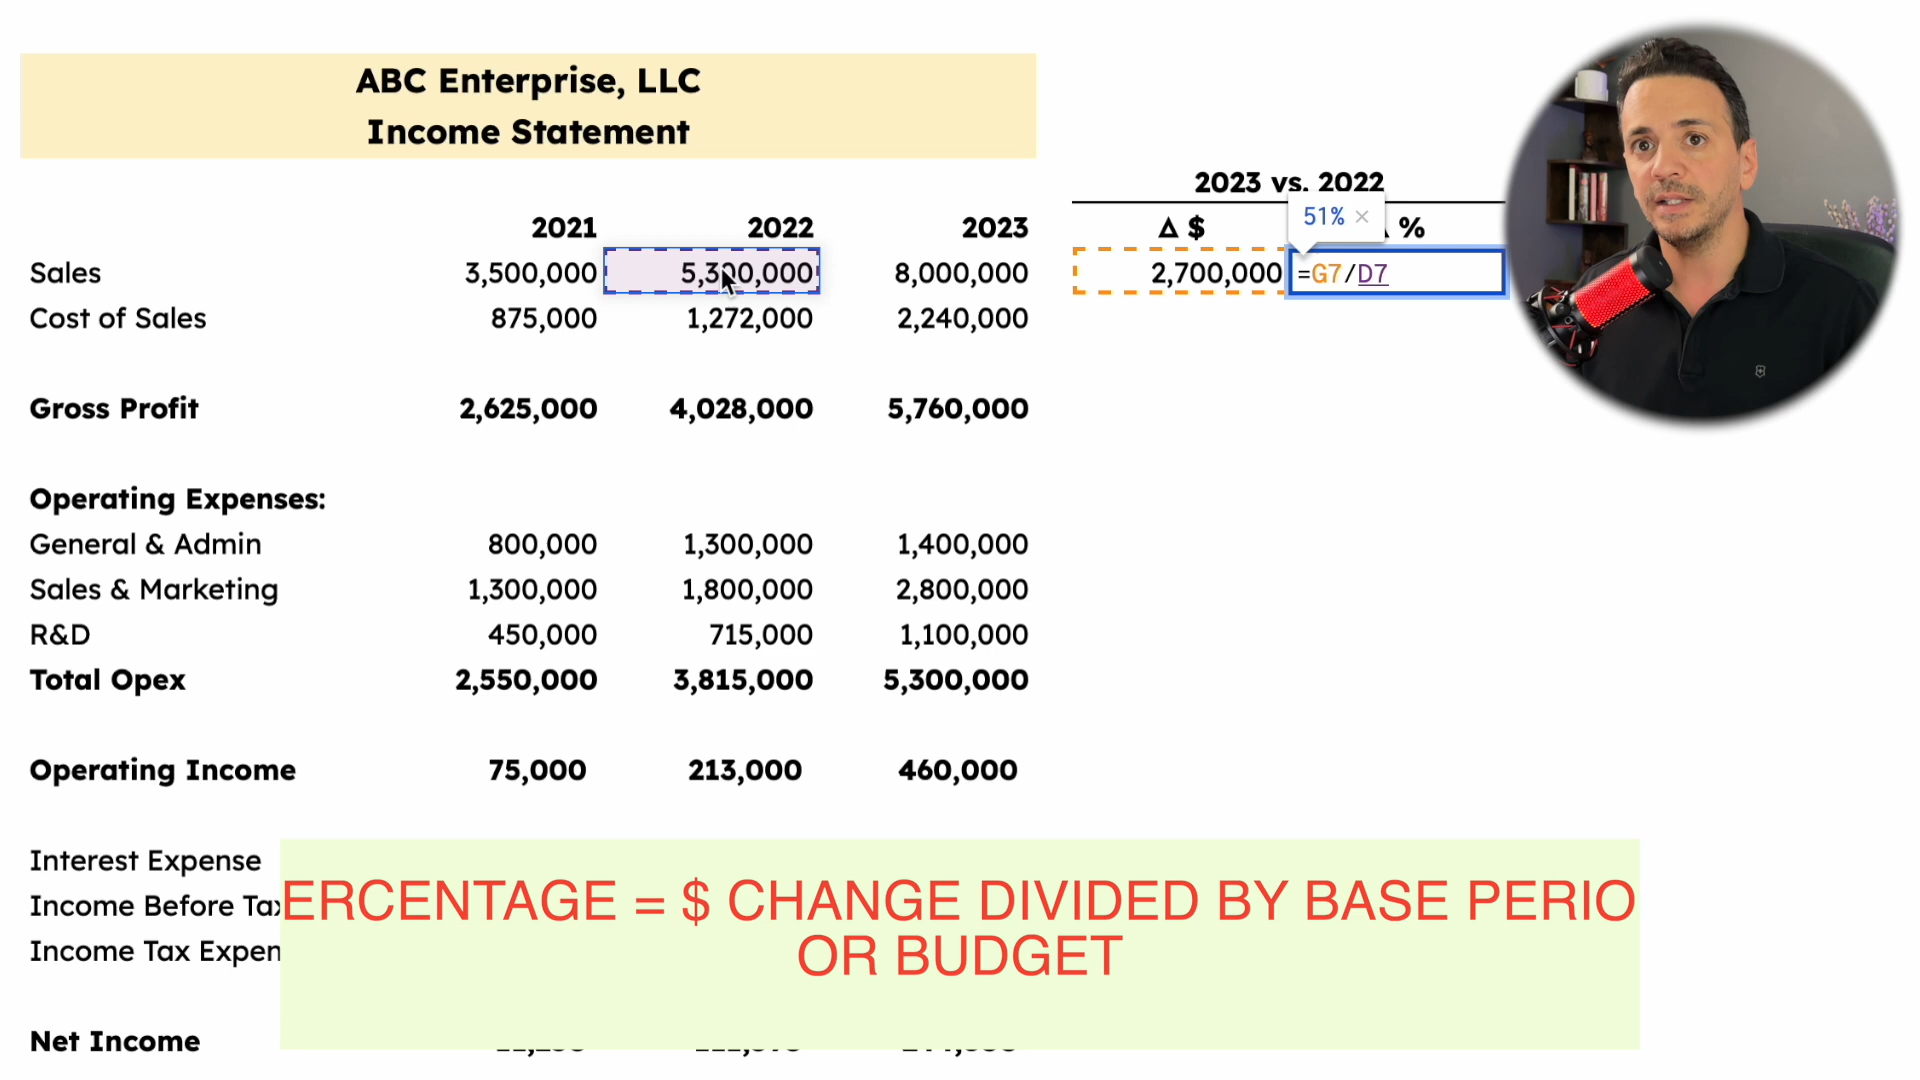 ABC Enterprise, LLC
Income Statement
2023 vs. 2022
2021 2022 2023 Δ $ 51% × %
Sales 3,500,000 5,300,000 8,000,000 2,700,000 =G7/D7
Cost of Sales 875,000 1,272,000 2,240,000
Gross Profit 2,625,000 4,028,000 5,760,000
Operating Expenses:
General & Admin 800,000 1,300,000 1,400,000
Sales & Marketing 1,300,000 1,800,000 2,800,000
R&D 450,000 715,000 1,100,000
Total Opex 2,550,000 3,815,000 5,300,000
Operating Income 75,000 213,000 460,000
Interest Expense
Income Before Tax
Income Tax Expen
ERCENTAGE = $ CHANGE DIVIDED BY BASE PERIO
OR BUDGET
Net Income